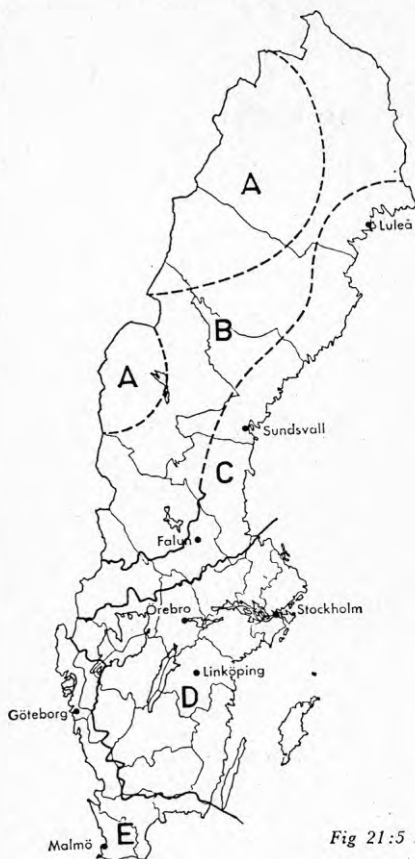 A
Luleå
B
A
Sundsvall
C
Falun
Örebro
Stockholm
Linköping
D
Göteborg
E
Malmö
Fig 21:5